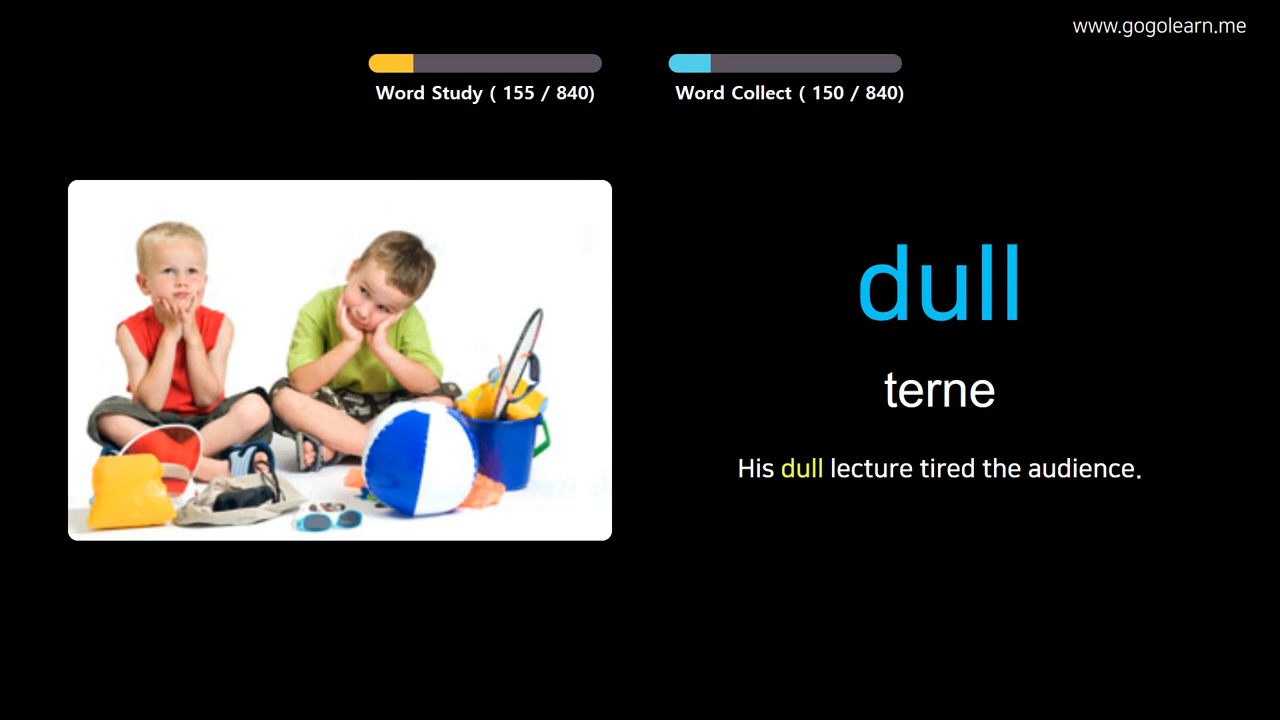 www.gogolearn.me
Word Study ( 155 / 840)
Word Collect ( 150 / 840)
dull
terne
His dull lecture tired the audience.